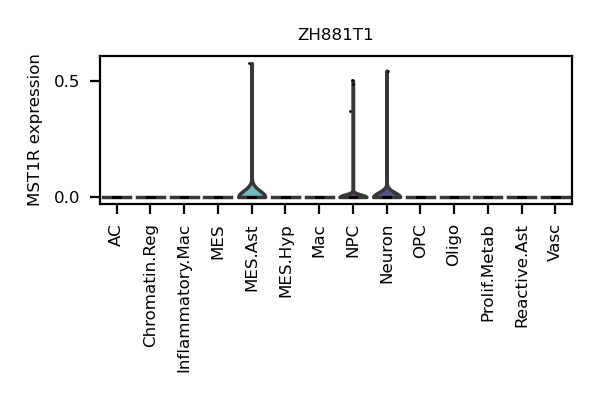 ZH881T1
MST1R expression
0.5
0.0
AC
Chromatin.Reg
Inflammatory.Mac
MES
MES.Ast
MES.Hyp
Mac
NPC
Neuron
OPC
Oligo
Prolif.Metab
Reactive.Ast
Vasc